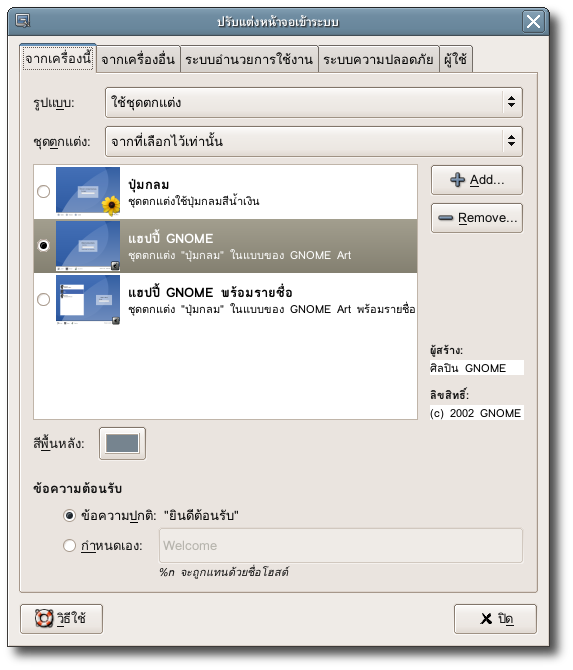 ปรับแต่งหน้าจอเข้าระบบ
จากเครื่องนี้ จากเครื่องอื่น ระบบอำนวยการใช้งาน ระบบความปลอดภัย ผู้ใช้
รูปแบบ: ใช้ชุดตกแต่ง
ชุดตกแต่ง: จากที่เลือกไว้เท่านั้น
ปุ่มกลม
ชุดตกแต่งใช้ปุ่มกลมสีน้ำเงิน
แฮปปี้ GNOME
ชุดตกแต่ง "ปุ่มกลม" ในแบบของ GNOME Art
แฮปปี้ GNOME พร้อมรายชื่อ
ชุดตกแต่ง "ปุ่มกลม" ในแบบของ GNOME Art พร้อมรายชื่อ
Add...
Remove...
ผู้สร้าง:
ศิลปิน GNOME
ลิขสิทธิ์:
(c) 2002 GNOME
สีพื้นหลัง:
ข้อความต้อนรับ
ข้อความปกติ: "ยินดีต้อนรับ"
กำหนดเอง: Welcome
%n จะถูกแทนด้วยชื่อโฮสต์
วิธีใช้ ปิด